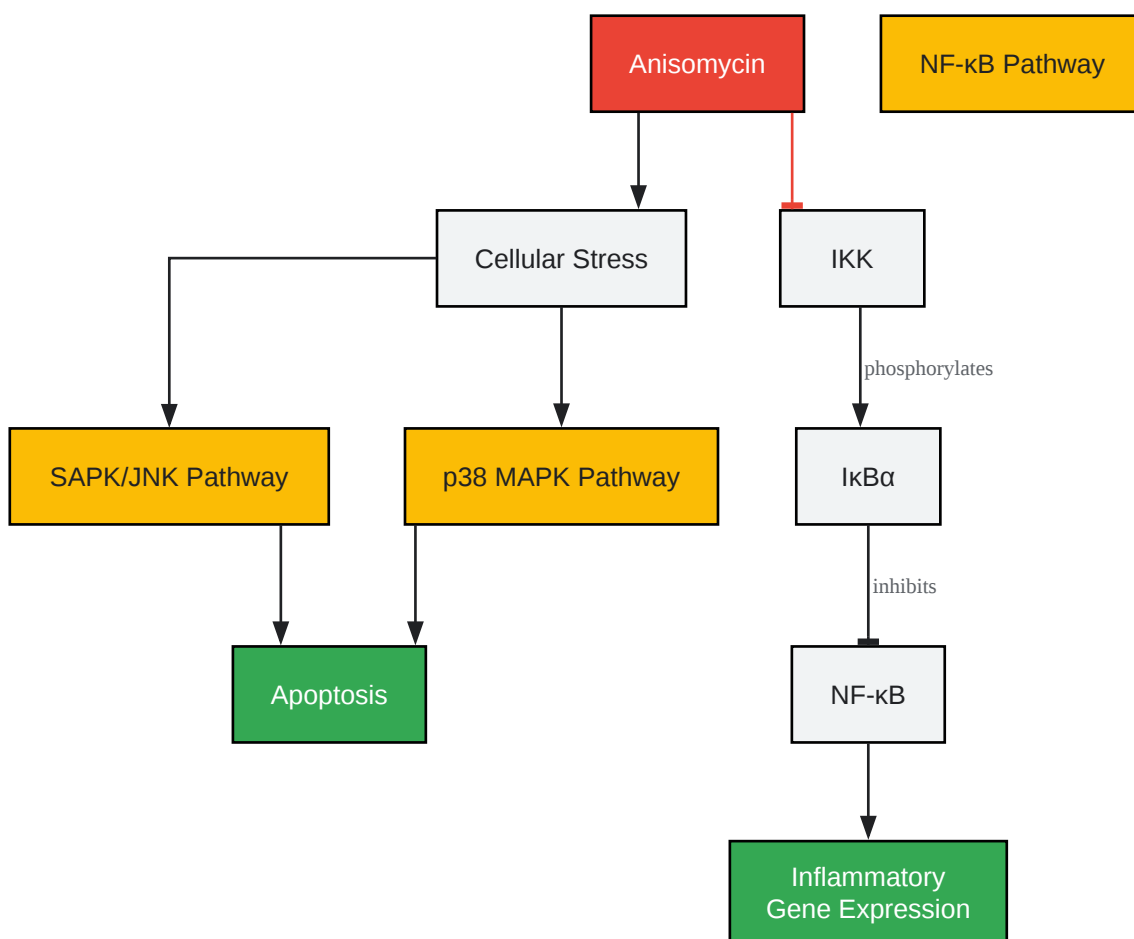 Anisomycin
NF-κB Pathway
Cellular Stress
IKK
phosphorylates
SAPK/JNK Pathway
p38 MAPK Pathway
IκBα
inhibits
Apoptosis
NF-κB
Inflammatory
Gene Expression